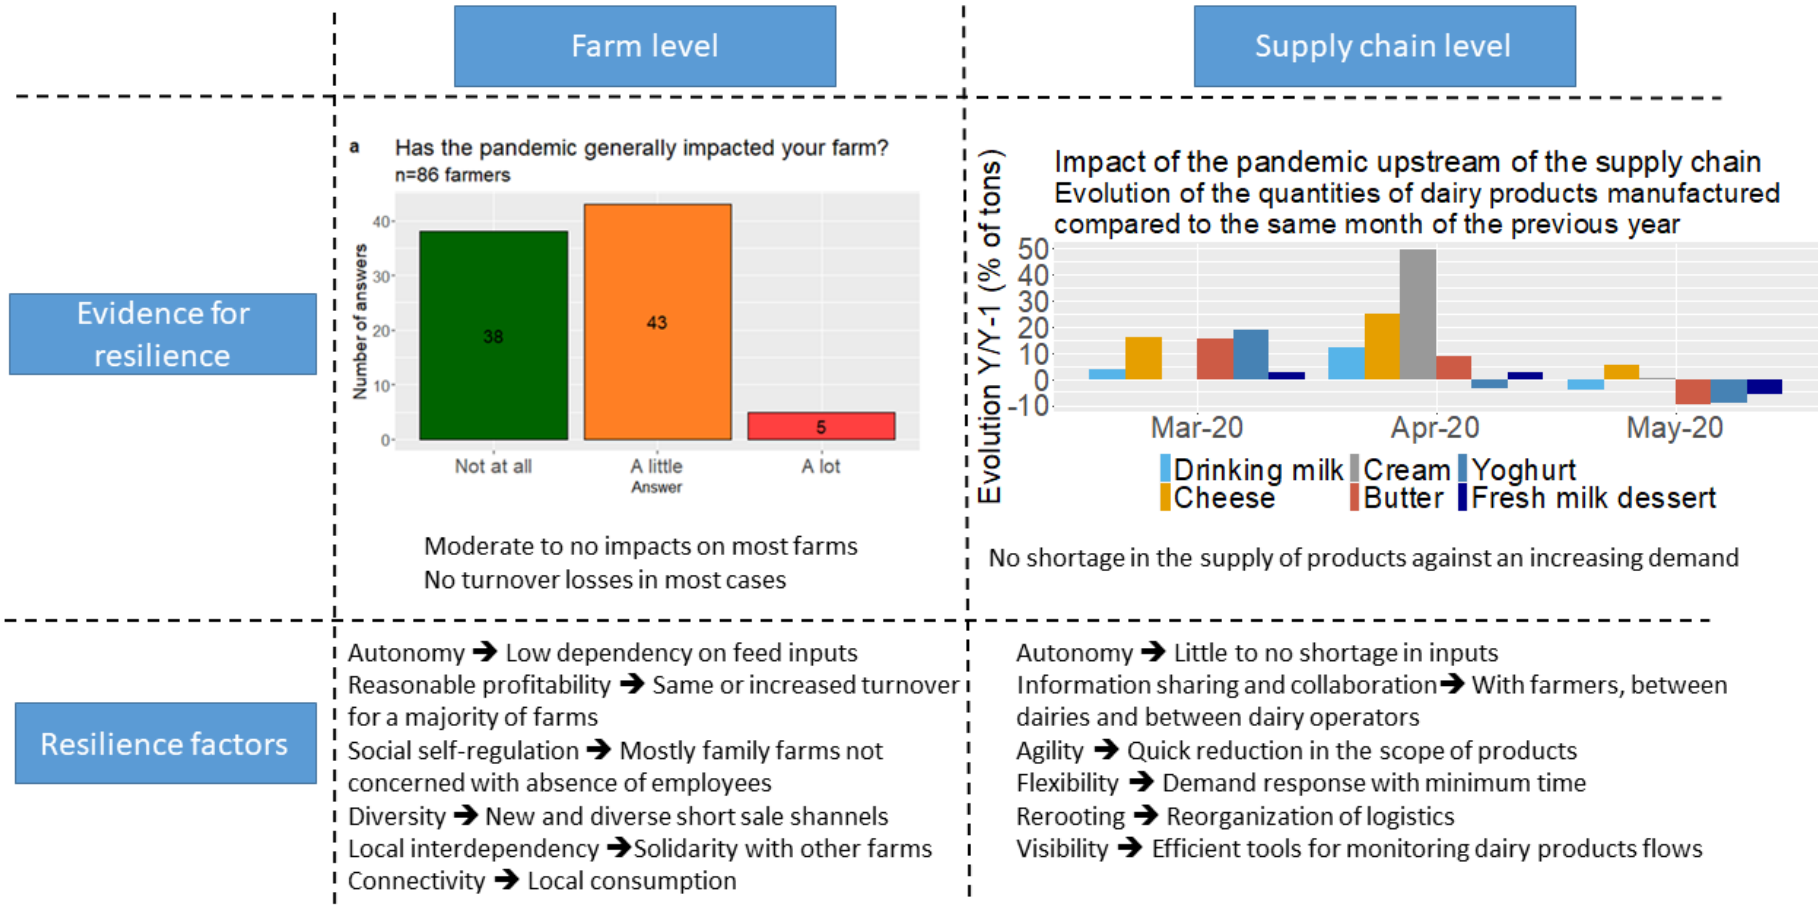 Farm level
Supply chain level
Evidence for
resilience
a Has the pandemic generally impacted your farm?
n=86 farmers
Number of answers
40
30
20
10
0
38
43
5
Not at all
A little
A lot
Answer
Moderate to no impacts on most farms
No turnover losses in most cases
Evolution Y/Y-1 (% of tons)
Impact of the pandemic upstream of the supply chain
Evolution of the quantities of dairy products manufactured
compared to the same month of the previous year
50
40
30
20
10
0
-10
Mar-20
Apr-20
May-20
Drinking milk Cream Yoghurt
Cheese Butter Fresh milk dessert
No shortage in the supply of products against an increasing demand
Resilience factors
Autonomy ➔ Low dependency on feed inputs
Reasonable profitability ➔ Same or increased turnover
for a majority of farms
Social self-regulation ➔ Mostly family farms not
concerned with absence of employees
Diversity ➔ New and diverse short sale shannels
Local interdependency ➔Solidarity with other farms
Connectivity ➔ Local consumption
Autonomy ➔ Little to no shortage in inputs
Information sharing and collaboration➔ With farmers, between
dairies and between dairy operators
Agility ➔ Quick reduction in the scope of products
Flexibility ➔ Demand response with minimum time
Rerooting ➔ Reorganization of logistics
Visibility ➔ Efficient tools for monitoring dairy products flows